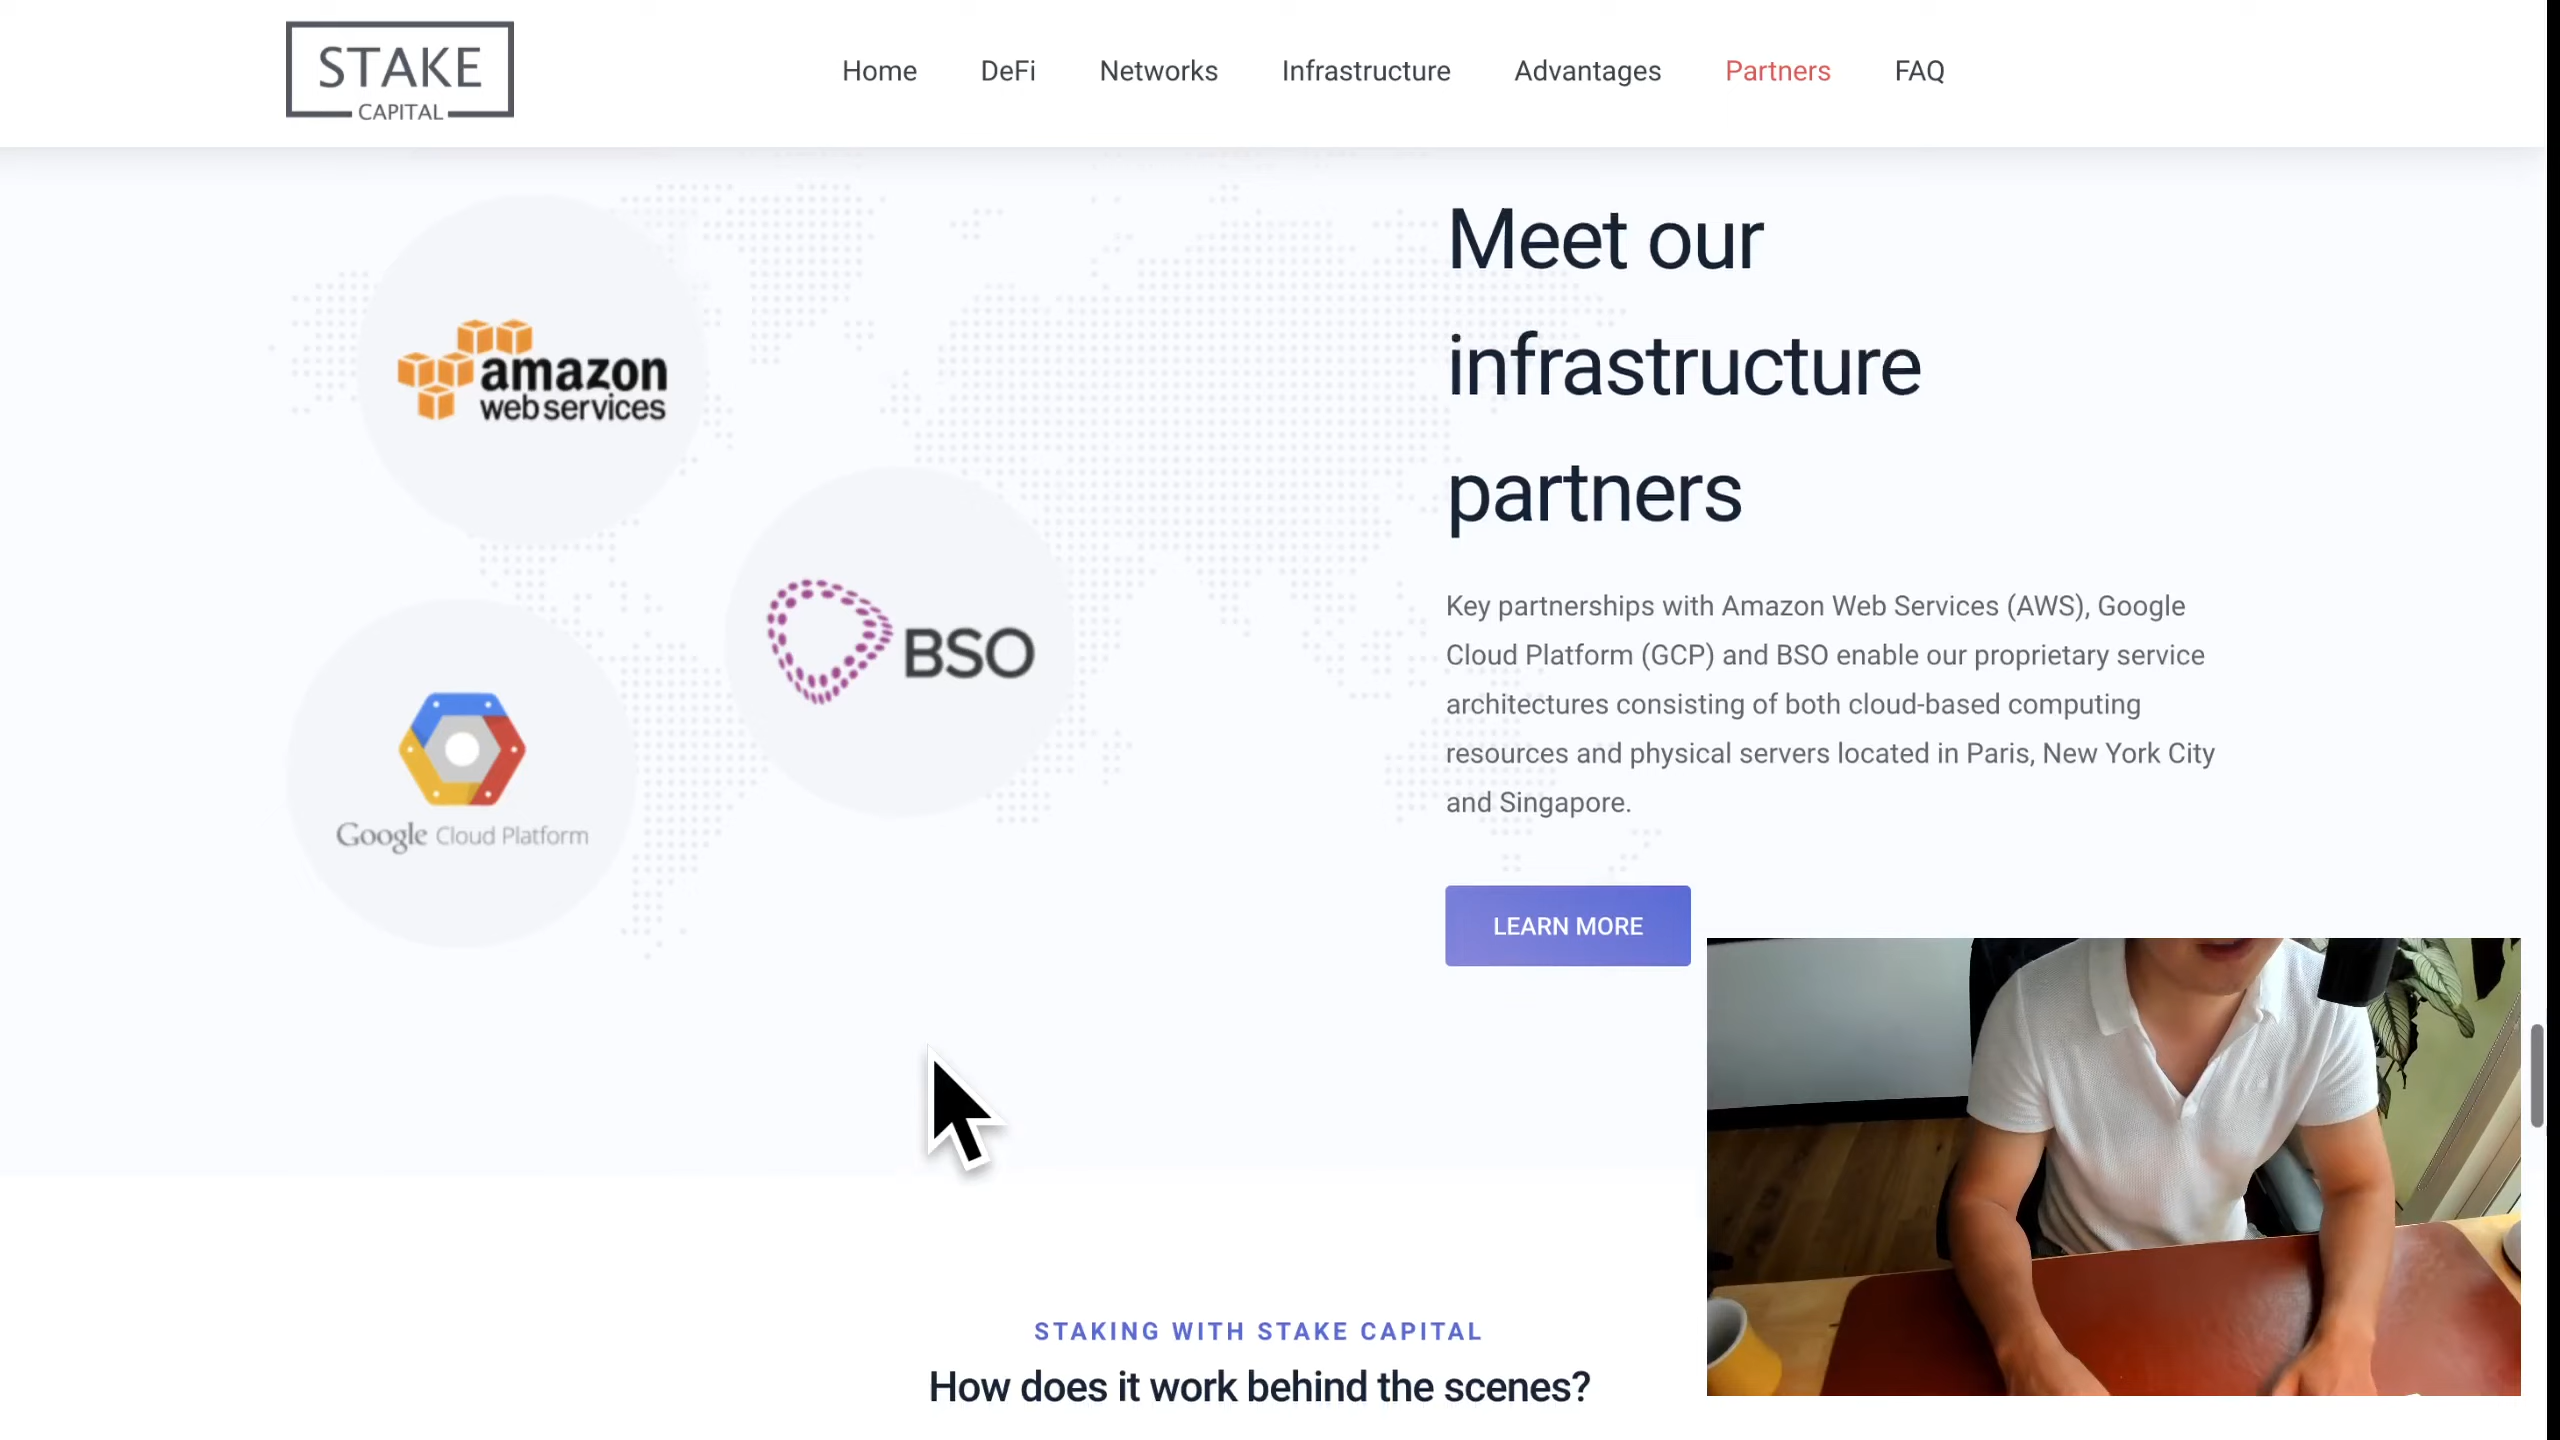 STAKE
CAPITAL
Home DeFi Networks Infrastructure Advantages Partners FAQ
amazon
web services
BSO
Google Cloud Platform
Meet our
infrastructure
partners
Key partnerships with Amazon Web Services (AWS), Google
Cloud Platform (GCP) and BSO enable our proprietary service
architectures consisting of both cloud-based computing
resources and physical servers located in Paris, New York City
and Singapore.
LEARN MORE
STAKING WITH STAKE CAPITAL
How does it work behind the scenes?